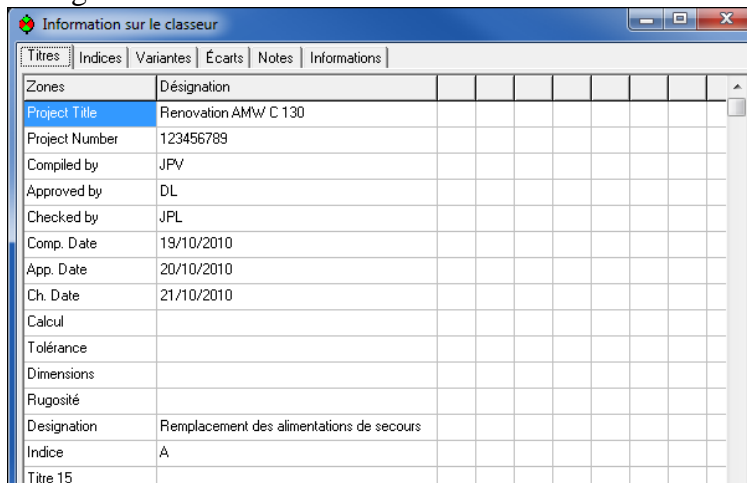 Information sur le classeur
Titres Indices Variantes Écarts Notes Informations
Zones Désignation
Project Title Renovation AMW C 130
Project Number 123456789
Compiled by JPV
Approved by DL
Checked by JPL
Comp. Date 19/10/2010
App. Date 20/10/2010
Ch. Date 21/10/2010
Calcul
Tolérance
Dimensions
Rugosité
Designation Remplacement des alimentations de secours
Indice A
Titre 15